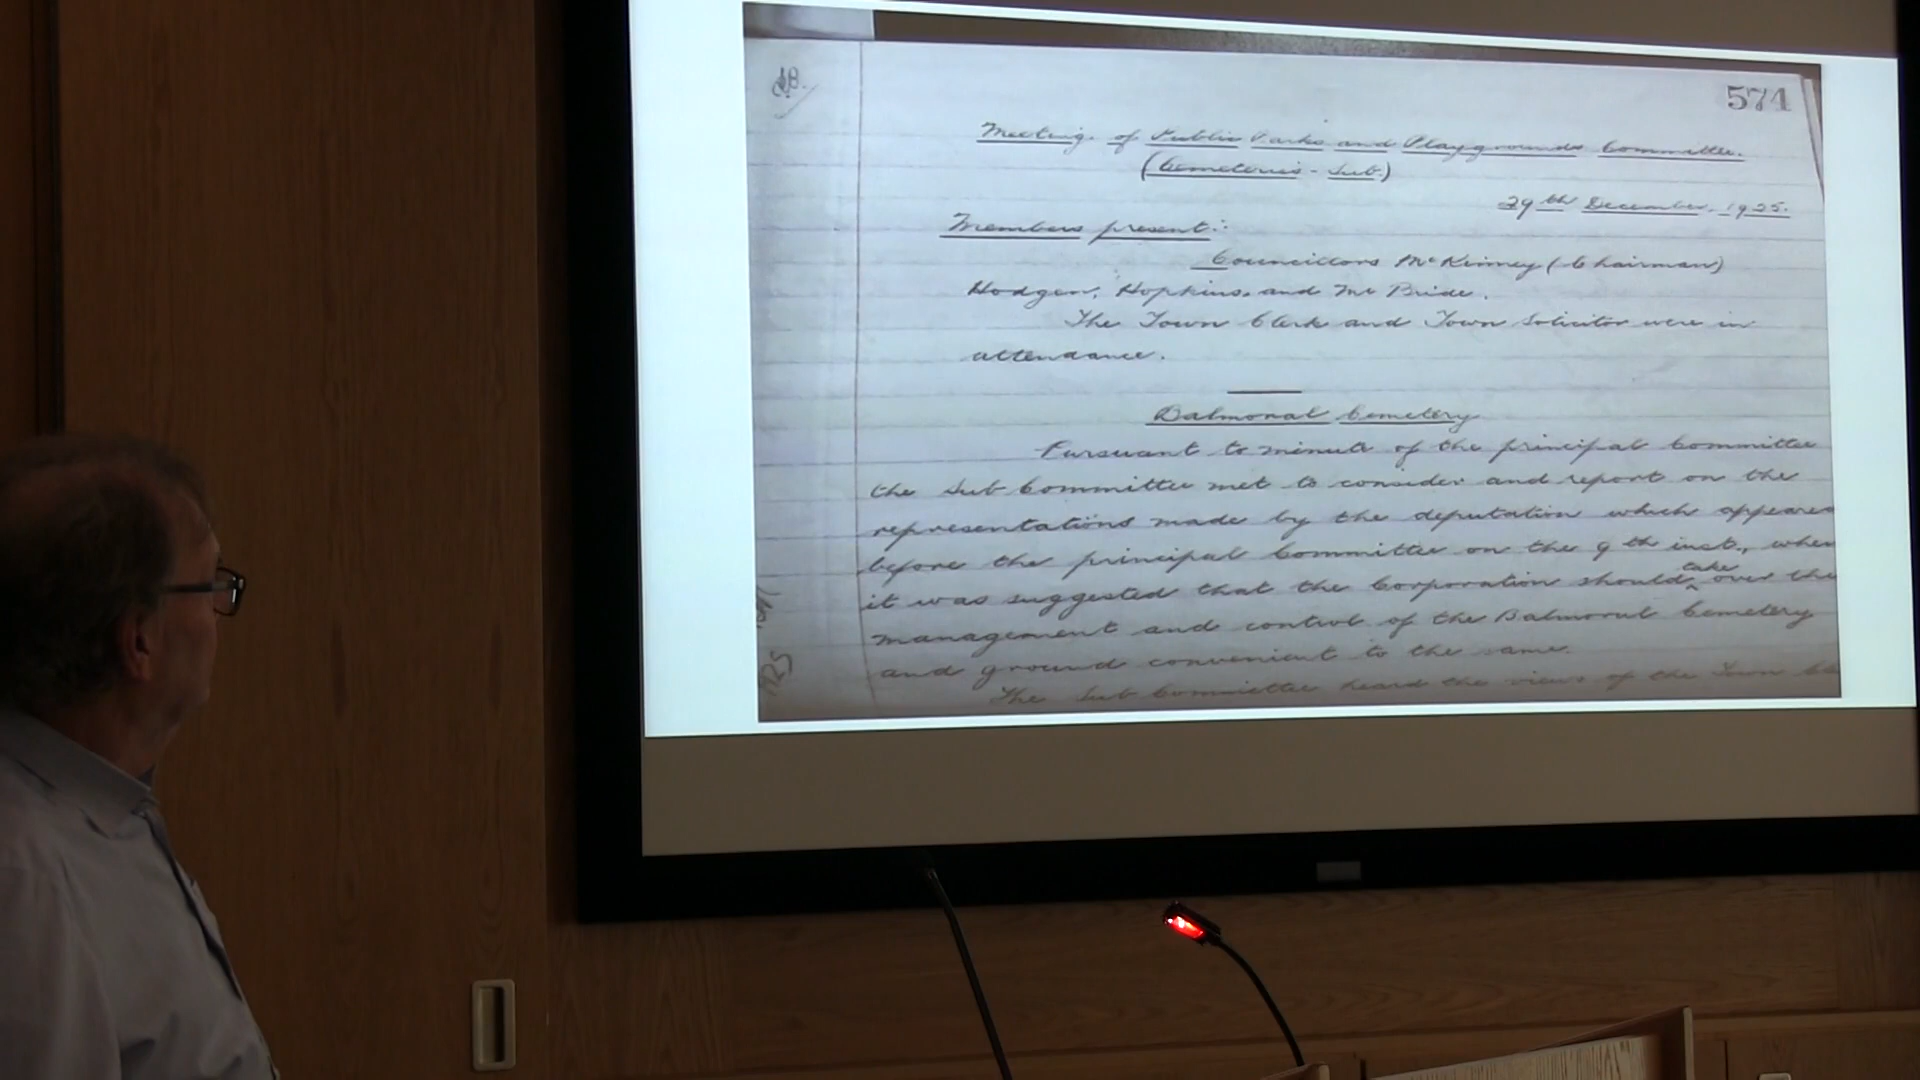 574
Meeting of Public Parks and Playgrounds Committee.
(Cemeteries - Sub.)
29th December, 1925.
Members present:-
Councillors McKinney (Chairman)
Hodgen, Hopkins, and McBride.
The Town Clerk and Town Solicitor were in
attendance.
Balmoral Cemetery
Pursuant to minute of the principal Committee
the Sub Committee met to consider and report on the
representations made by the deputation which appeared
before the principal Committee on the 9th inst., when
it was suggested that the Corporation should take over the
management and control of the Balmoral Cemetery
and ground convenient to the same.
The Sub Committee heard the views of the Town